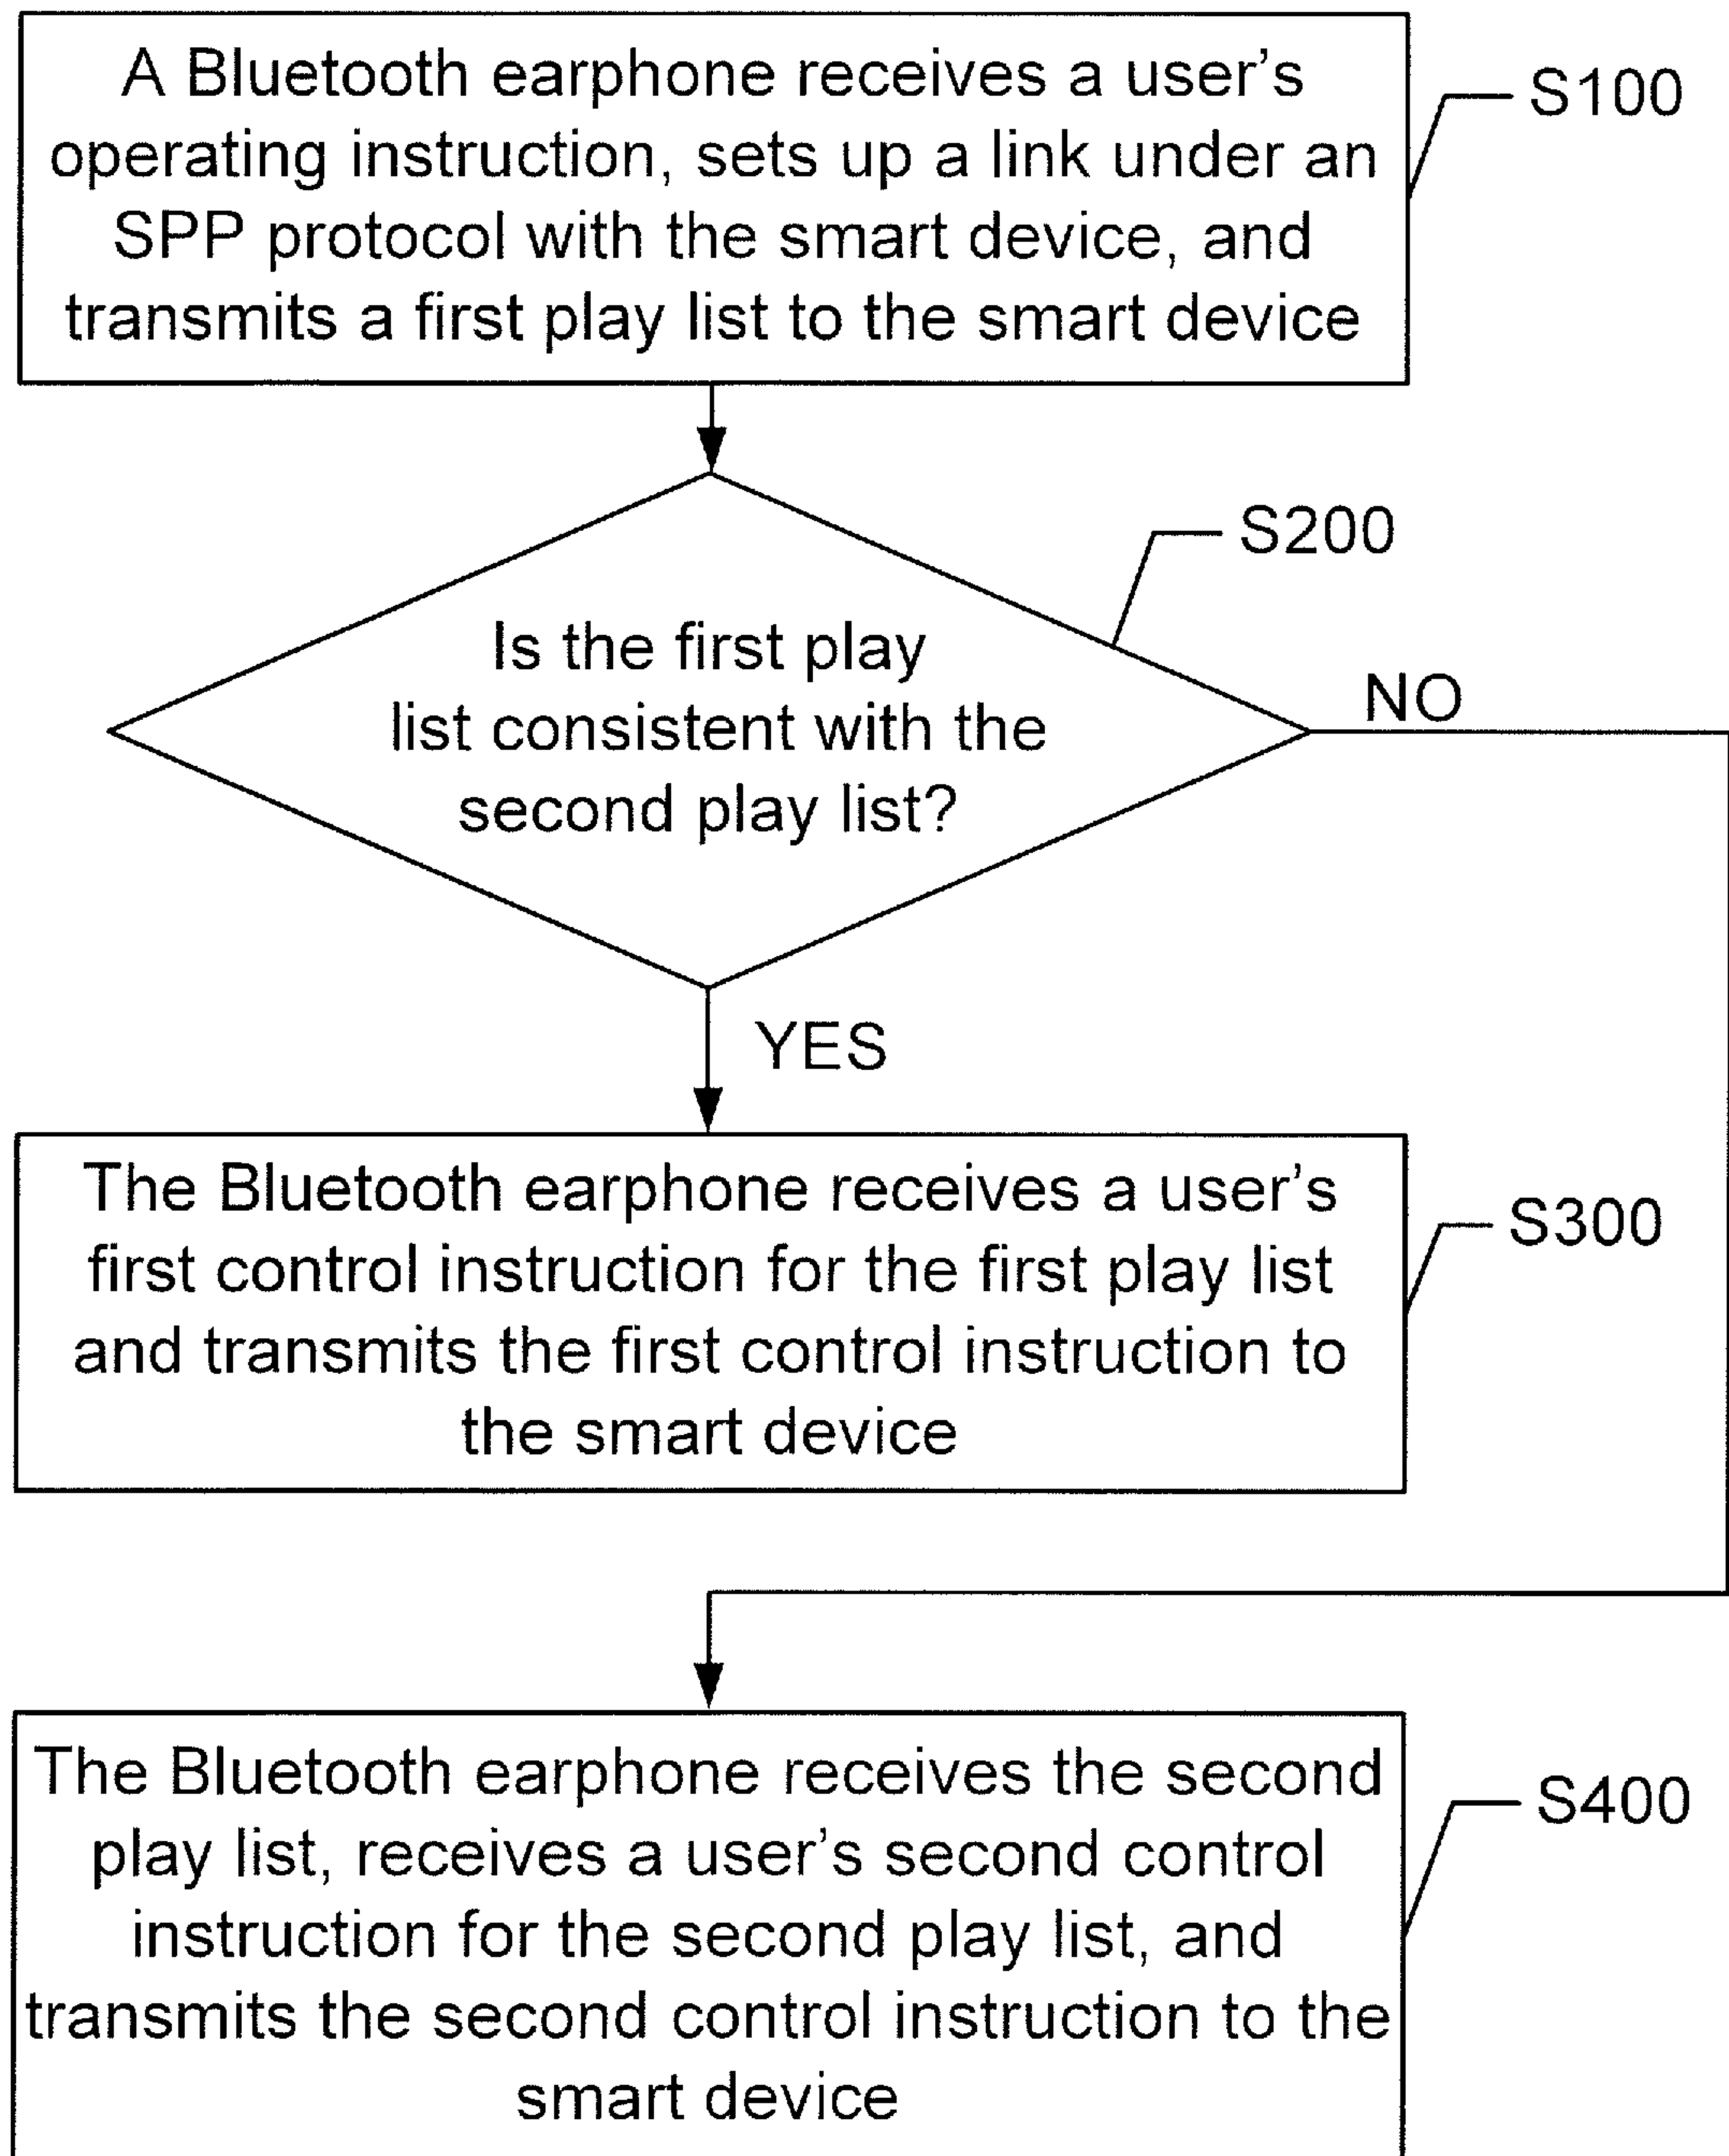 A Bluetooth earphone receives a user's
operating instruction, sets up a link under an
SPP protocol with the smart device, and
transmits a first play list to the smart device
S100
S200
Is the first play
list consistent with the
second play list?
NO
YES
The Bluetooth earphone receives a user's
first control instruction for the first play list
and transmits the first control instruction to
the smart device
S300
The Bluetooth earphone receives the second
play list, receives a user's second control
instruction for the second play list, and
transmits the second control instruction to the
smart device
S400